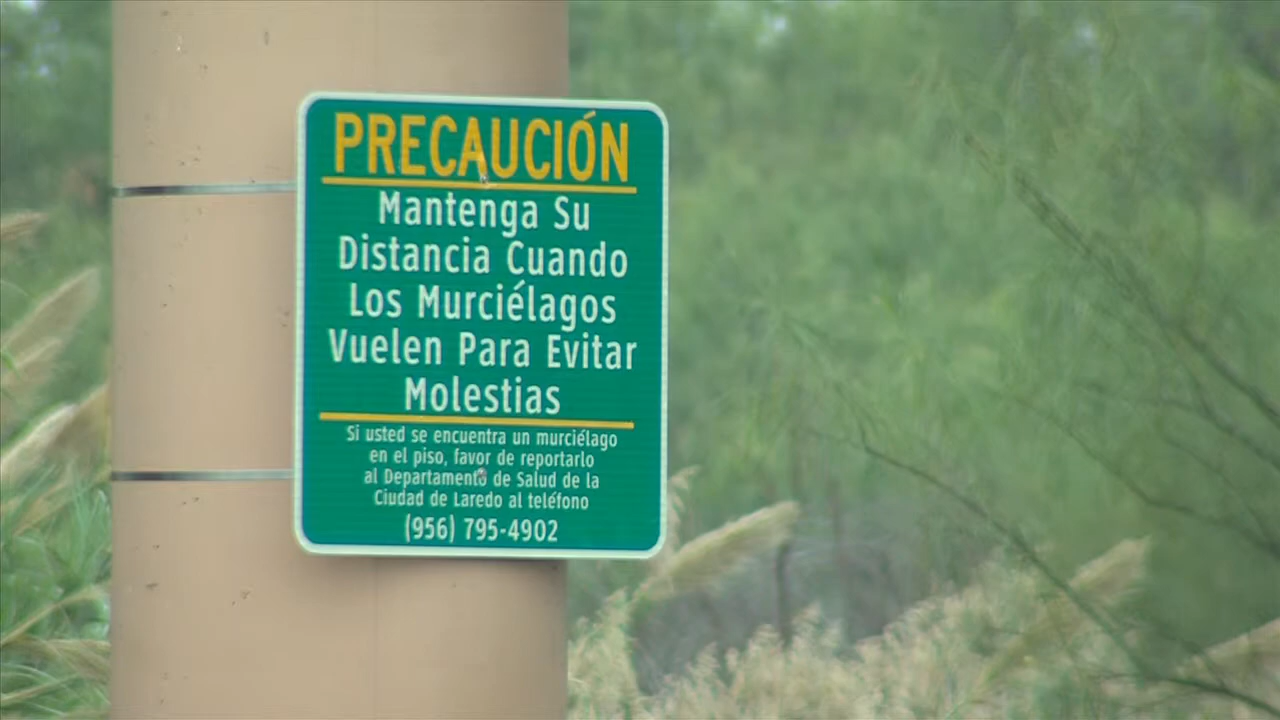 PRECAUCIÓN
Mantenga Su
Distancia Cuando
Los Murciélagos
Vuelen Para Evitar
Molestias
Si usted se encuentra un murciélago
en el piso, favor de reportarlo
al Departamento de Salud de la
Ciudad de Laredo al teléfono
(956) 795-4902